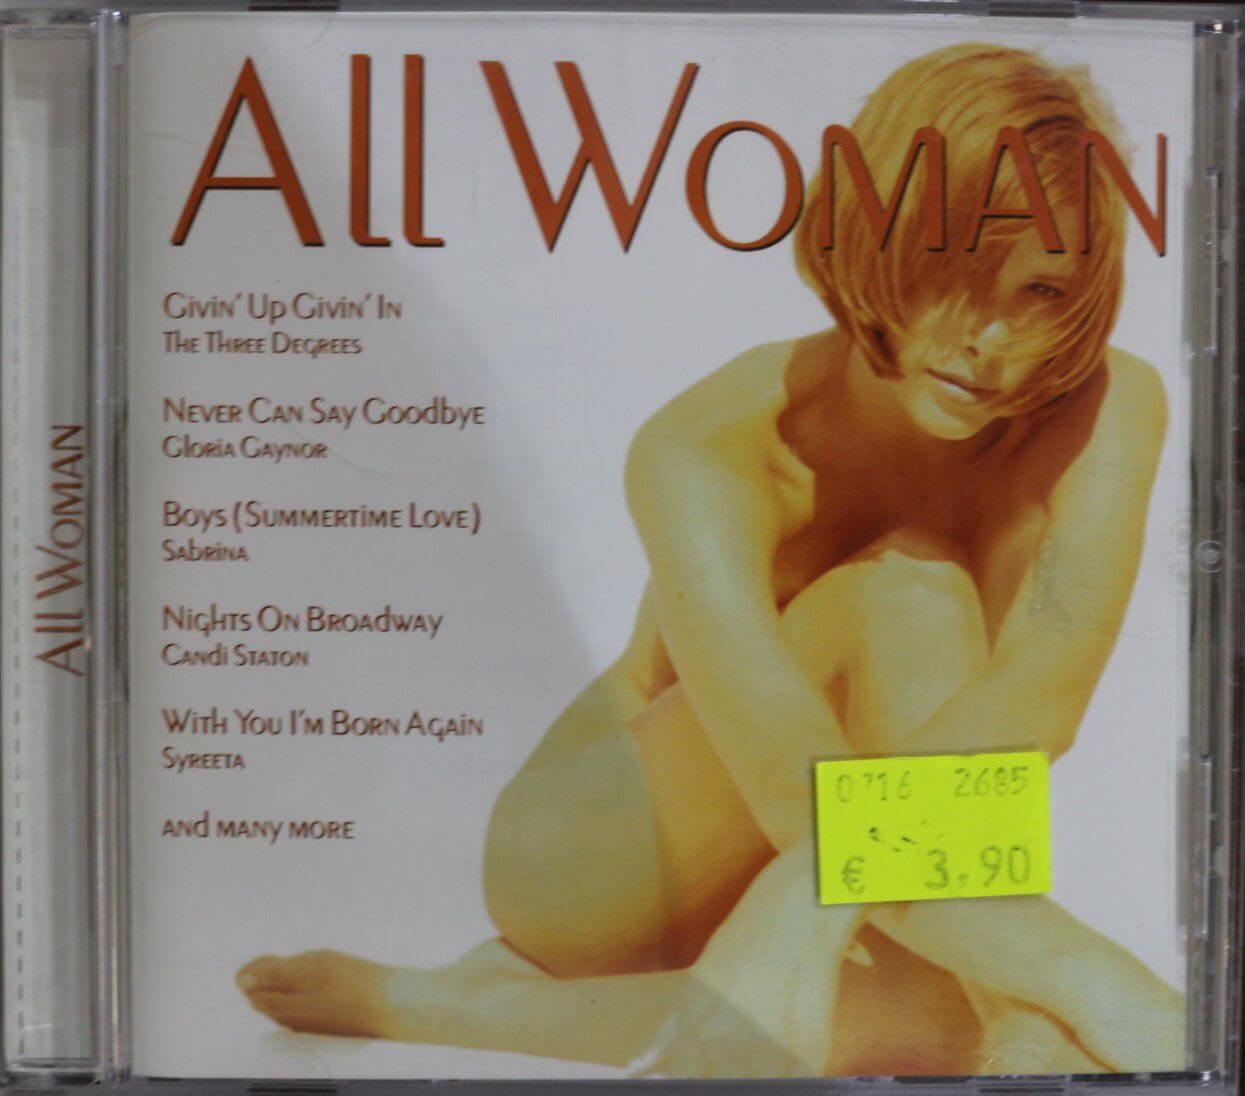 All Woman
Givin' Up Givin' In
The Three Degrees
Never Can Say Goodbye
Gloria Gaynor
Boys (Summertime Love)
Sabrina
Nights On Broadway
Candi Staton
With You I'm Born Again
Syreeta
and many more
All Woman
0716 2685
€ 3.90